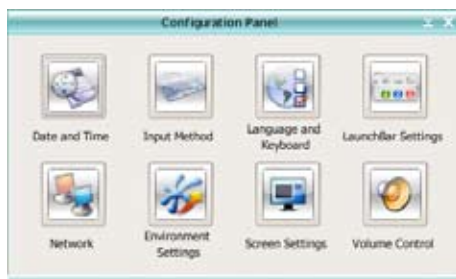 Configuration Panel
Date and Time
Input Method
Language and
Keyboard
LaunchBar Settings
Network
Environment
Settings
Screen Settings
Volume Control